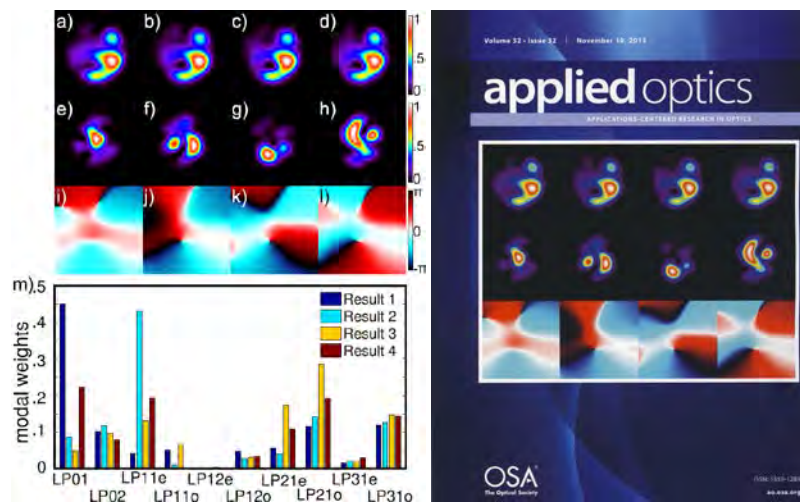 a) b) c) d)
1
.5
0
e) f) g) h)
1
.5
0
i) j) k) l)
π
0
-π
m)
.5
.4
.3
.2
.1
0
modal weights
Result 1
Result 2
Result 3
Result 4
LP01 LP11e LP12e LP21e LP31e
LP02 LP11o LP12o LP21o LP31o
Volume 52 • Issue 32 | November 10, 2013
applied optics
APPLICATIONS-CENTERED RESEARCH IN OPTICS
OSA®
The Optical Society